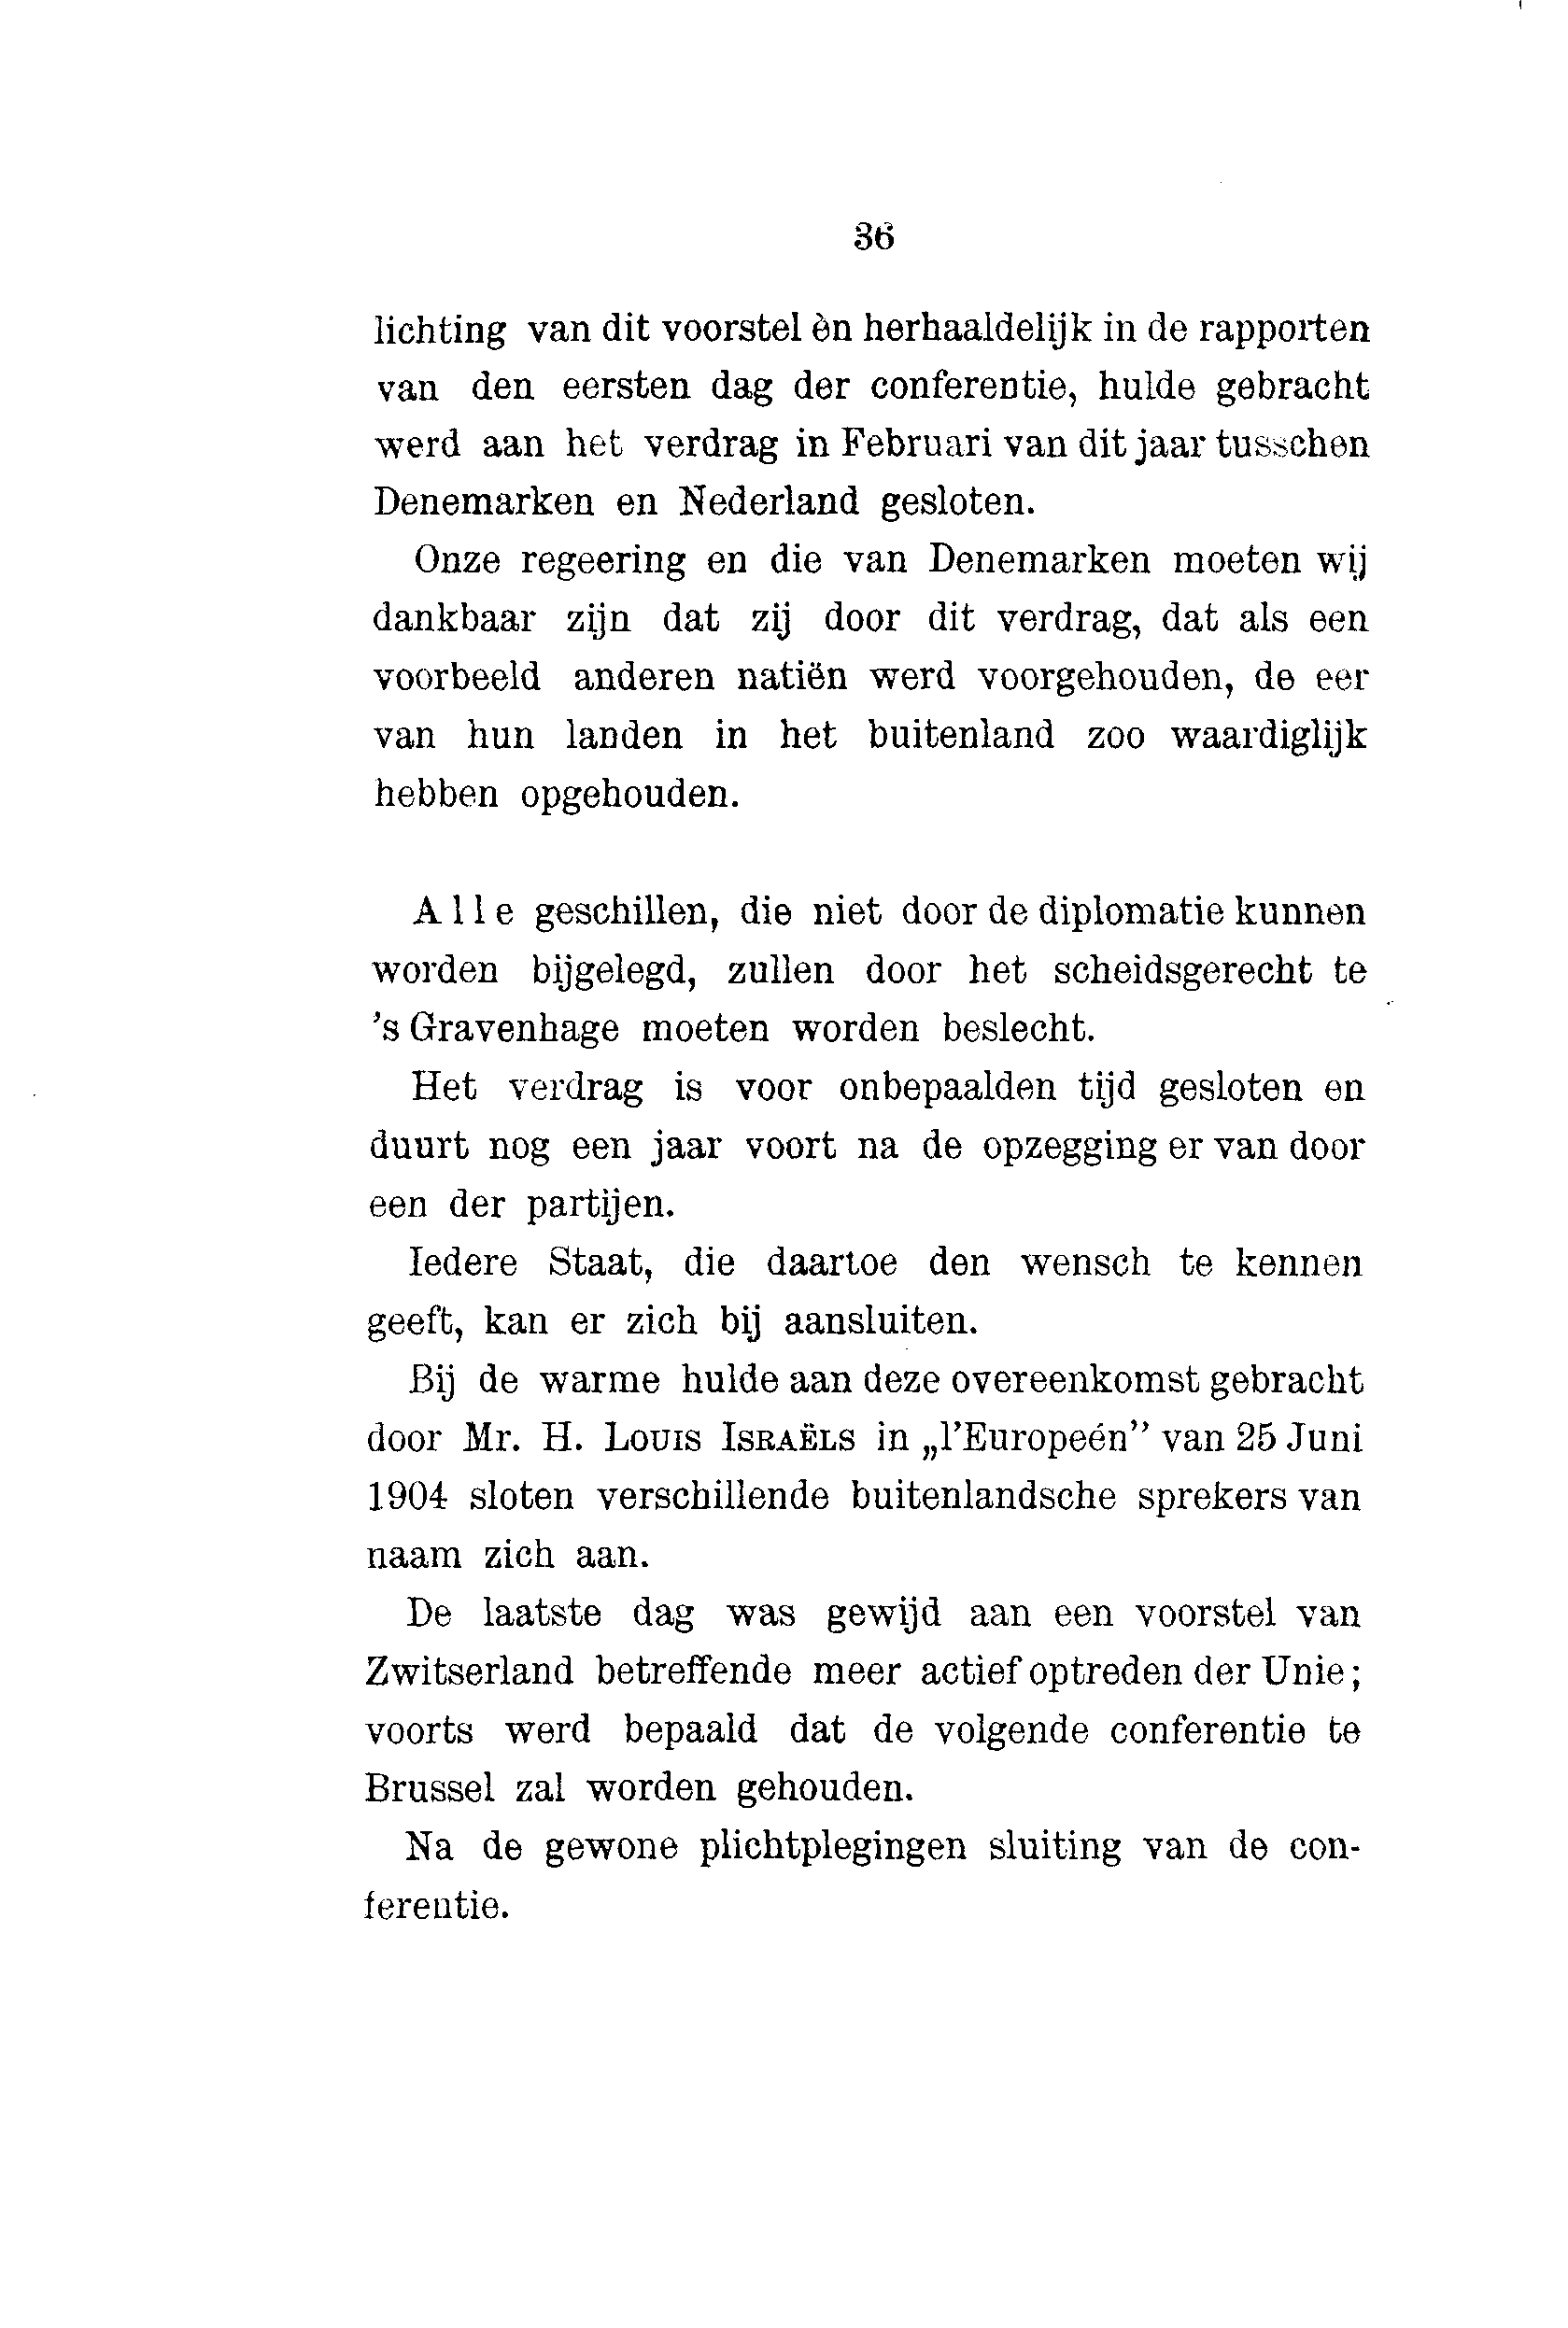 36
lichting van dit voorstel èn herhaaldelijk in de rapporten
van den eersten dag der conferentie, hulde gebracht
werd aan het verdrag in Februari van dit jaar tusschen
Denemarken en Nederland gesloten.
Onze regeering en die van Denemarken moeten wij
dankbaar zijn dat zij door dit verdrag, dat als een
voorbeeld anderen natiën werd voorgehouden, de eer
van hun landen in het buitenland zoo waardiglijk
hebben opgehouden.
Alle geschillen, die niet door de diplomatie kunnen
worden bijgelegd, zullen door het scheidsgerecht te
's Gravenhage moeten worden beslecht.
Het verdrag is voor onbepaalden tijd gesloten en
duurt nog een jaar voort na de opzegging er van door
een der partijen.
Iedere Staat, die daartoe den wensch te kennen
geeft, kan er zich bij aansluiten.
Bij de warme hulde aan deze overeenkomst gebracht
door Mr. H. Louis Israëls in „l'Europeén” van 25 Juni
1904 sloten verschillende buitenlandsche sprekers van
naam zich aan.
De laatste dag was gewijd aan een voorstel van
Zwitserland betreffende meer actief optreden der Unie;
voorts werd bepaald dat de volgende conferentie te
Brussel zal worden gehouden.
Na de gewone plichtplegingen sluiting van de con-
ferentie.